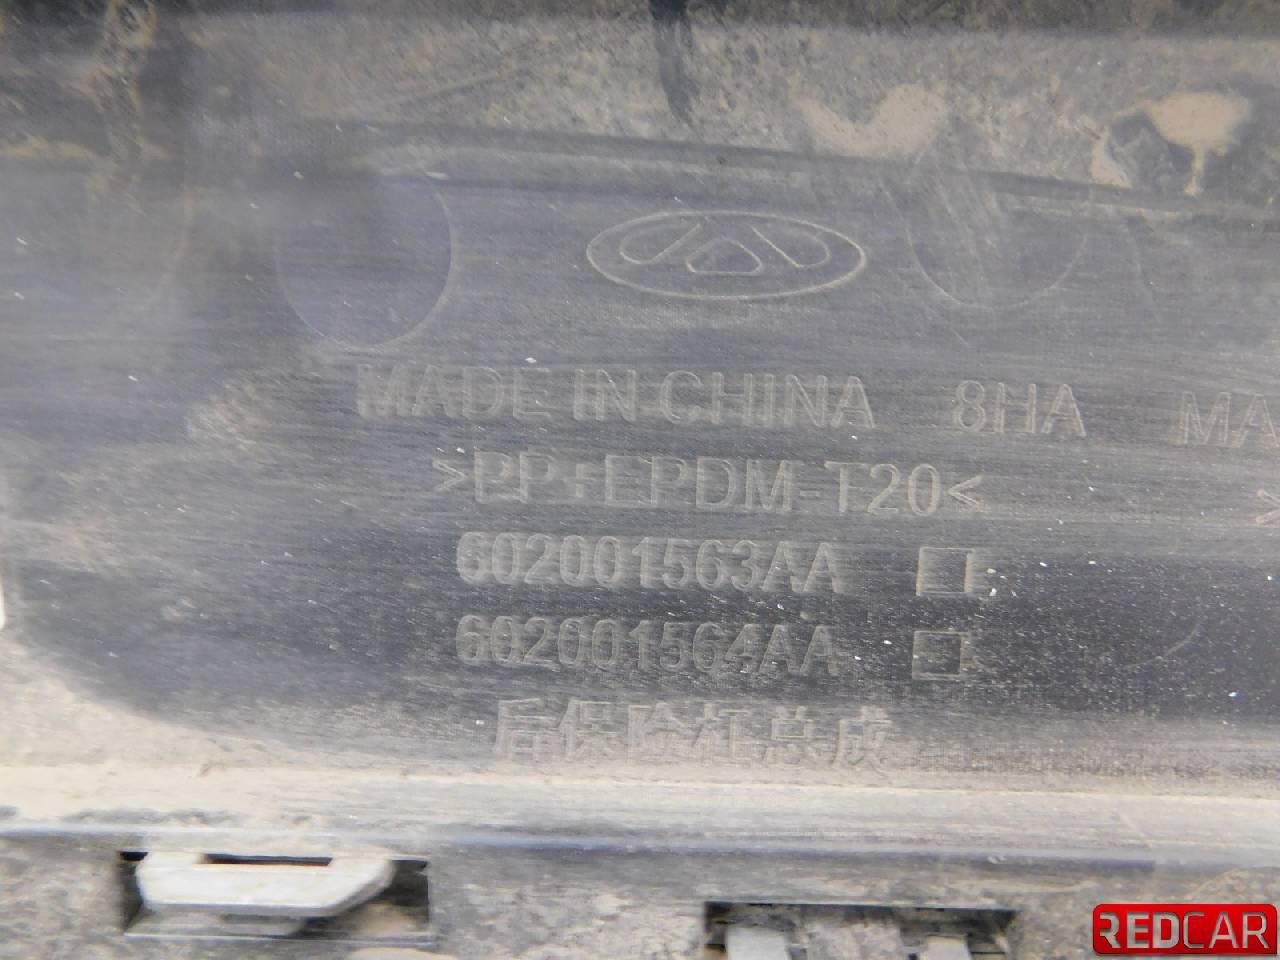 MADE IN CHINA 8HA MA
>PP+EPDM-T20< >
602001563AA
602001564AA
后保险杠总成
REDCAR